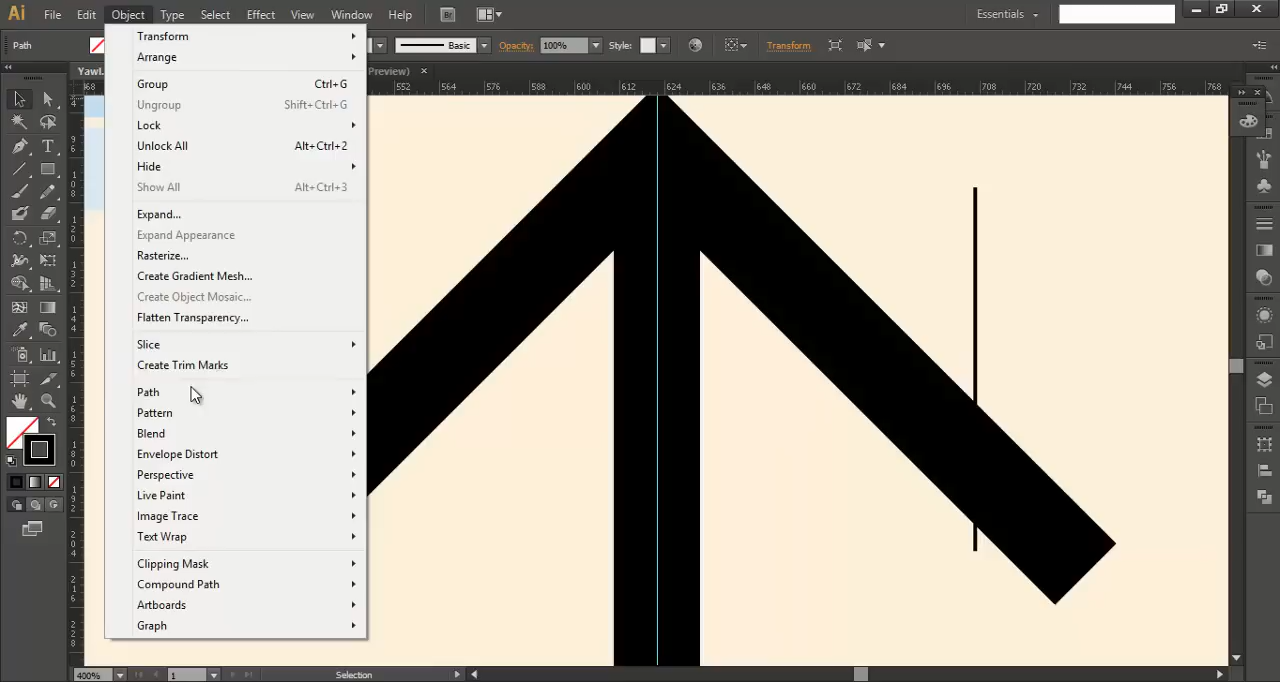 Ai File Edit Object Type Select Effect View Window Help Br Essentials
Path Basic Opacity: 100% Style: Transform
Yawl. Preview)
552 564 576 588 600 612 624 636 648 660 672 684 696 708 720 732 744 756 768
Transform
Arrange
Group Ctrl+G
Ungroup Shift+Ctrl+G
Lock
Unlock All Alt+Ctrl+2
Hide
Show All Alt+Ctrl+3
Expand...
Expand Appearance
Rasterize...
Create Gradient Mesh...
Create Object Mosaic...
Flatten Transparency...
Slice
Create Trim Marks
Path
Pattern
Blend
Envelope Distort
Perspective
Live Paint
Image Trace
Text Wrap
Clipping Mask
Compound Path
Artboards
Graph
400% 1 Selection